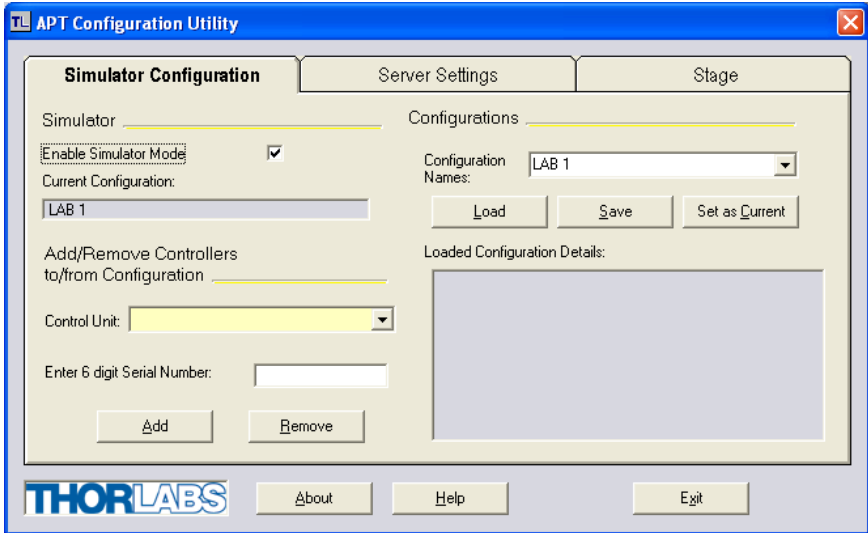 TL APT Configuration Utility
Simulator Configuration
Server Settings
Stage
Simulator
Enable Simulator Mode
Current Configuration:
LAB 1
Add/Remove Controllers
to/from Configuration
Control Unit:
Enter 6 digit Serial Number:
Add
Remove
Configurations
Configuration
Names:
LAB 1
Load
Save
Set as Current
Loaded Configuration Details:
THORLABS
About
Help
Exit